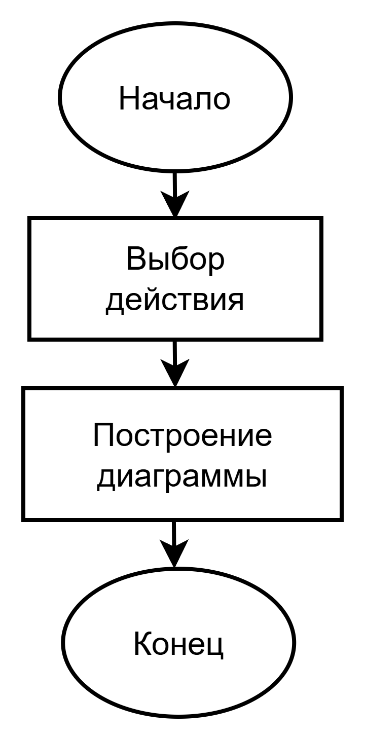 Начало
Выбор
действия
Построение
диаграммы
Конец